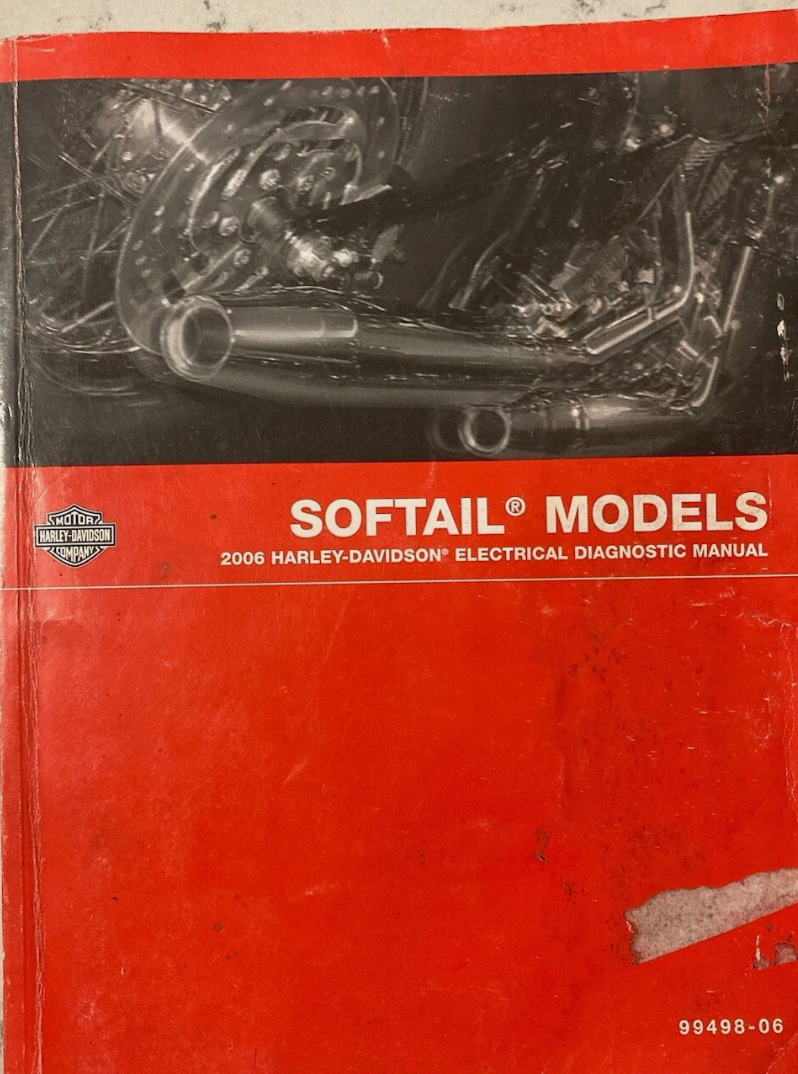 SOFTAIL® MODELS
MOTOR
HARLEY-DAVIDSON
COMPANY
2006 HARLEY-DAVIDSON® ELECTRICAL DIAGNOSTIC MANUAL
99498-06